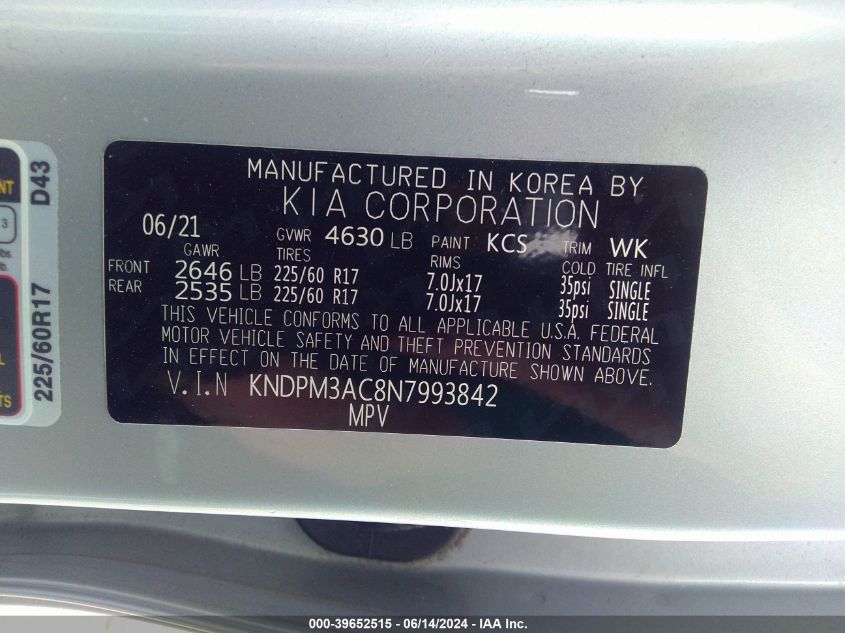 MANUFACTURED IN KOREA BY
KIA CORPORATION
06/21 GVWR 4630 LB PAINT KCS TRIM WK
GAWR TIRES RIMS COLD TIRE INFL
FRONT 2646 LB 225/60 R17 7.0Jx17 35psi SINGLE
REAR 2535 LB 225/60 R17 7.0Jx17 35psi SINGLE
THIS VEHICLE CONFORMS TO ALL APPLICABLE U.S.A. FEDERAL
MOTOR VEHICLE SAFETY AND THEFT PREVENTION STANDARDS
IN EFFECT ON THE DATE OF MANUFACTURE SHOWN ABOVE.
V.I.N KNDPM3AC8N7993842
MPV
225/60R17 D43
3
000-39652515 - 06/14/2024 - IAA Inc.